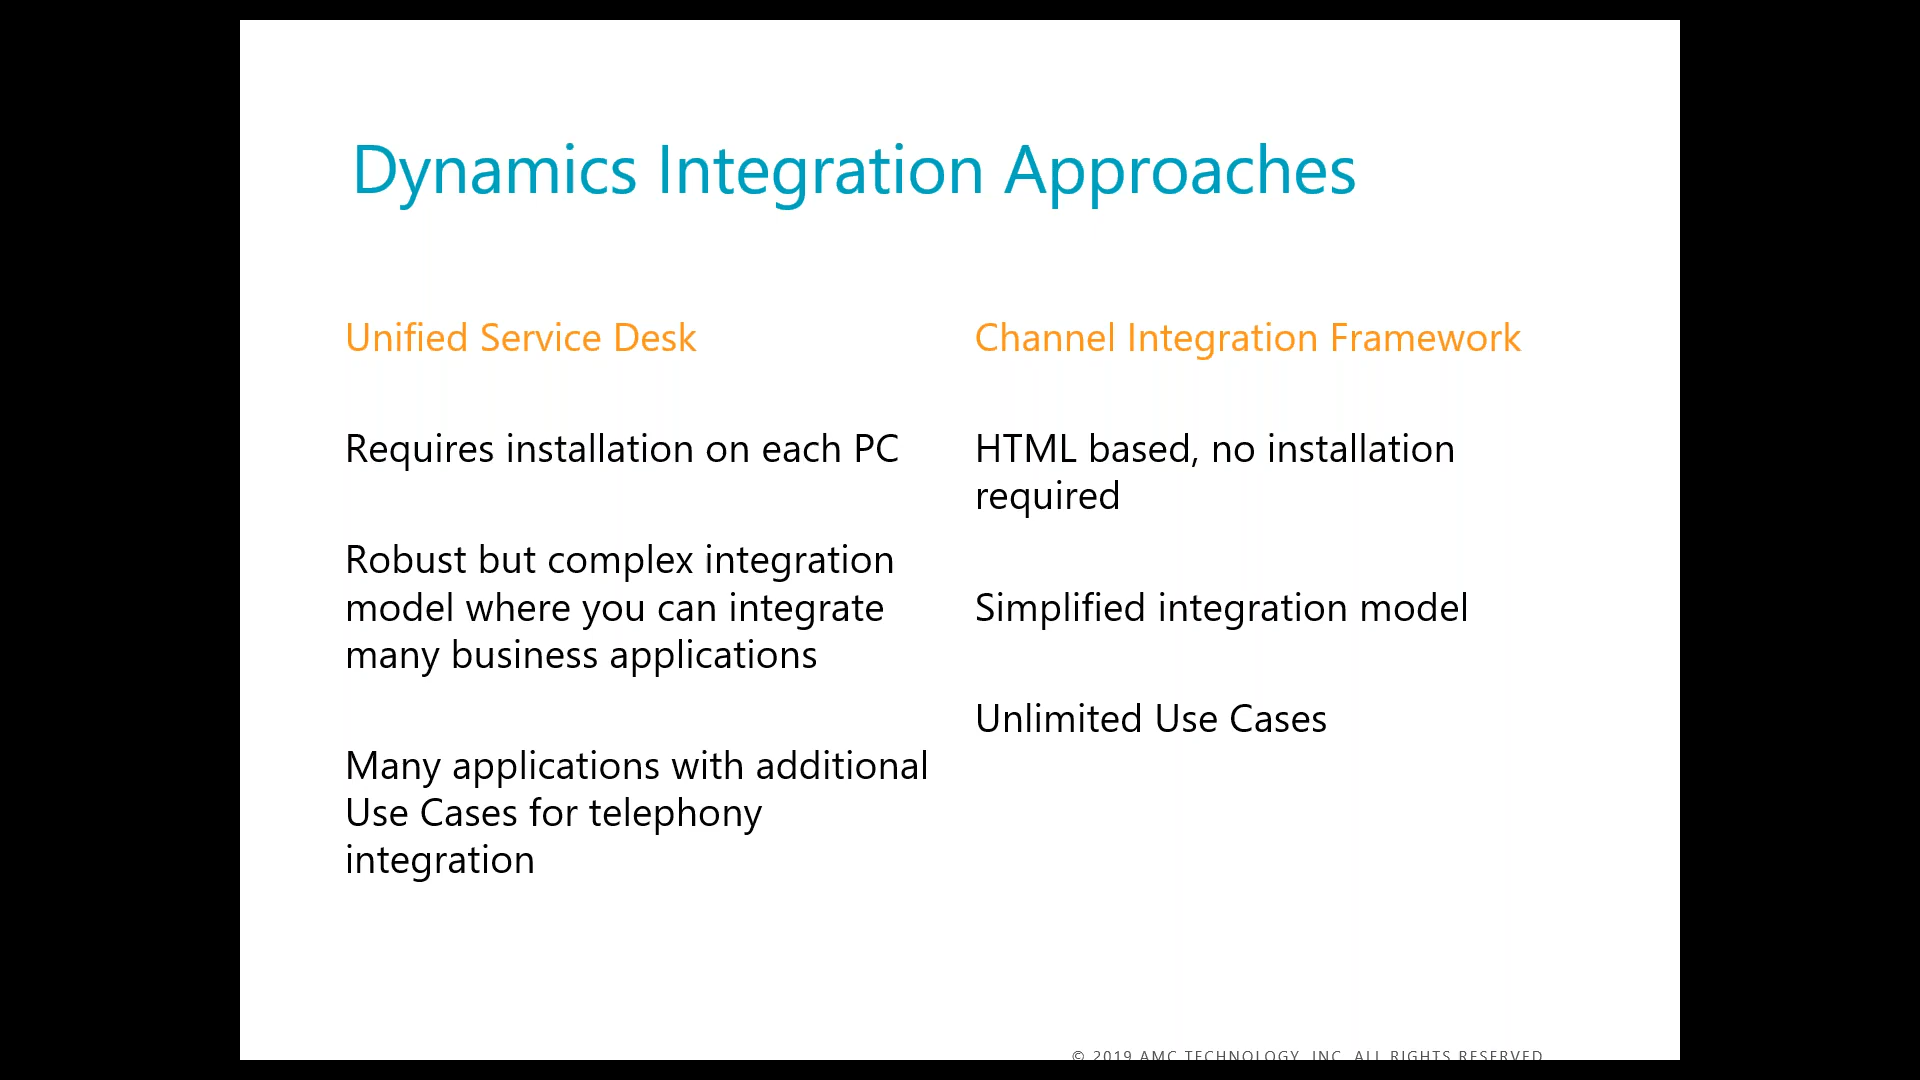 Dynamics Integration Approaches
Unified Service Desk
Requires installation on each PC
Robust but complex integration
model where you can integrate
many business applications
Many applications with additional
Use Cases for telephony
integration
Channel Integration Framework
HTML based, no installation
required
Simplified integration model
Unlimited Use Cases
© 2019 AMC TECHNOLOGY, INC. ALL RIGHTS RESERVED